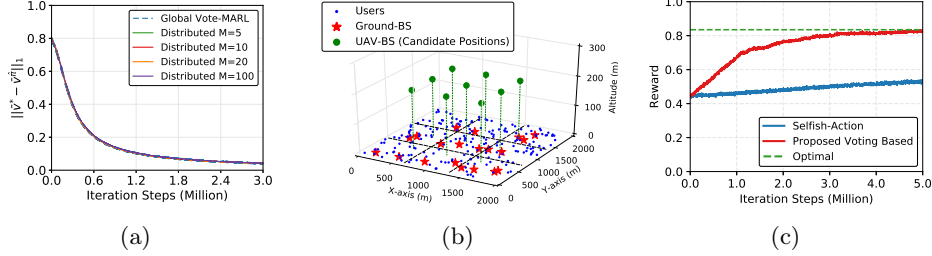 1.0
0.8
0.6
0.4
0.2
0.0
||v̄* − v̄^π̄||₁
0.0 0.6 1.2 1.8 2.4 3.0
Iteration Steps (Million)
Global Vote-MARL
Distributed M=5
Distributed M=10
Distributed M=20
Distributed M=100
(a)
Users
Ground-BS
UAV-BS (Candidate Positions)
300
200
100
0
Altitude (m)
0 500 1000 1500 2000
X-axis (m)
0 500 1000 1500 2000
Y-axis (m)
(b)
1.0
0.8
0.6
0.4
0.2
0.0
Reward
0.0 1.0 2.0 3.0 4.0 5.0
Iteration Steps (Million)
Selfish-Action
Proposed Voting Based
Optimal
(c)